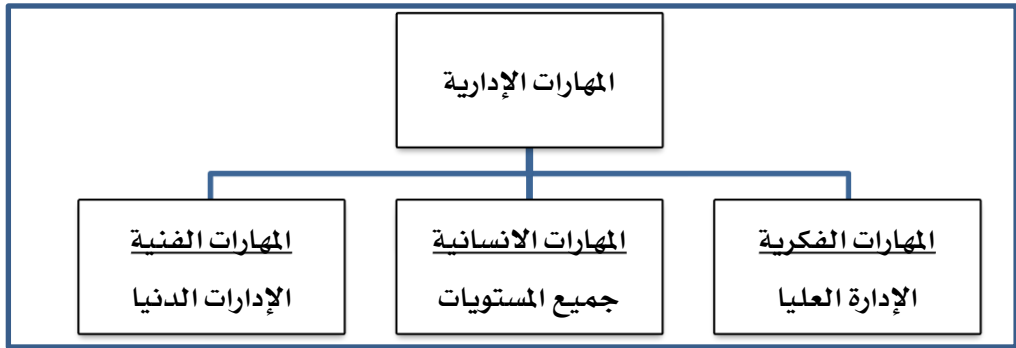 المهارات الإدارية
المهارات الفكرية
الإدارة العليا
المهارات الانسانية
جميع المستويات
المهارات الفنية
الإدارات الدنيا